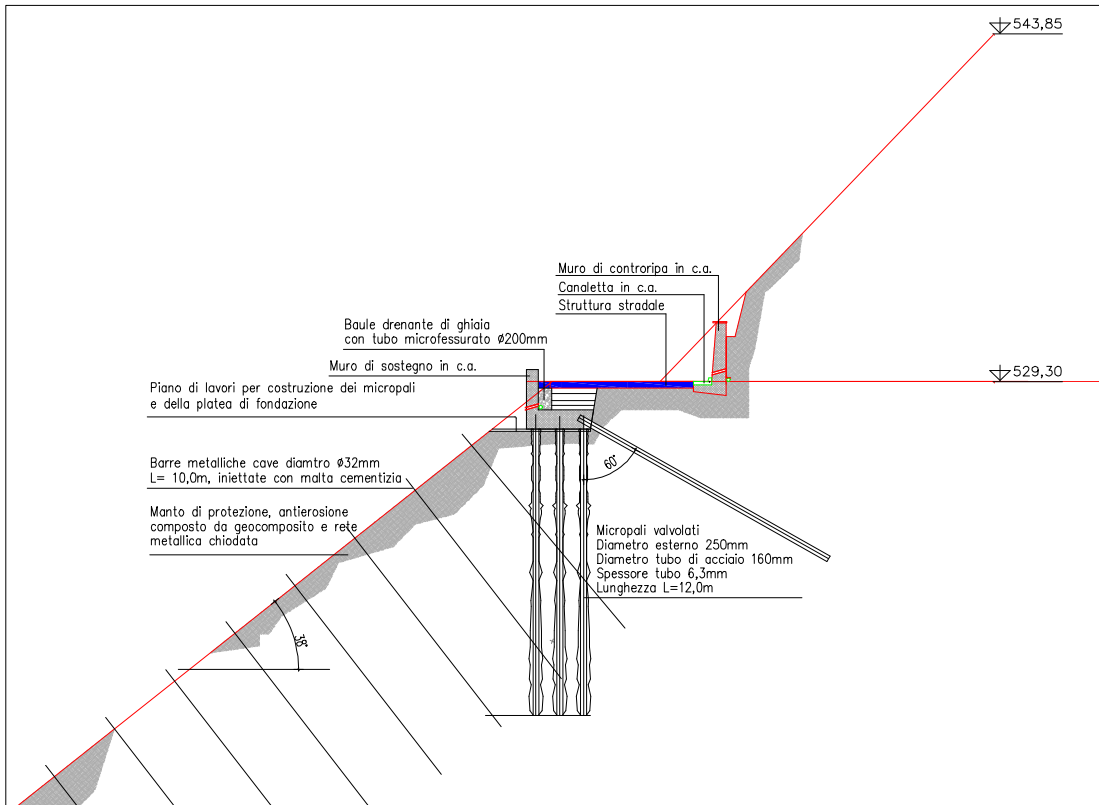 543,85
Muro di controripa in c.a.
Canaletta in c.a.
Struttura stradale
Baule drenante di ghiaia
con tubo microfessurato Ø200mm
Muro di sostegno in c.a.
529,30
Piano di lavori per costruzione dei micropali
e della platea di fondazione
Barre metalliche cave diamtro Ø32mm
L= 10,0m, iniettate con malta cementizia
60°
Manto di protezione, antierosione
composto da geocomposito e rete
metallica chiodata
Micropali valvolati
Diametro esterno 250mm
Diametro tubo di acciaio 160mm
Spessore tubo 6,3mm
Lunghezza L=12,0m
38°